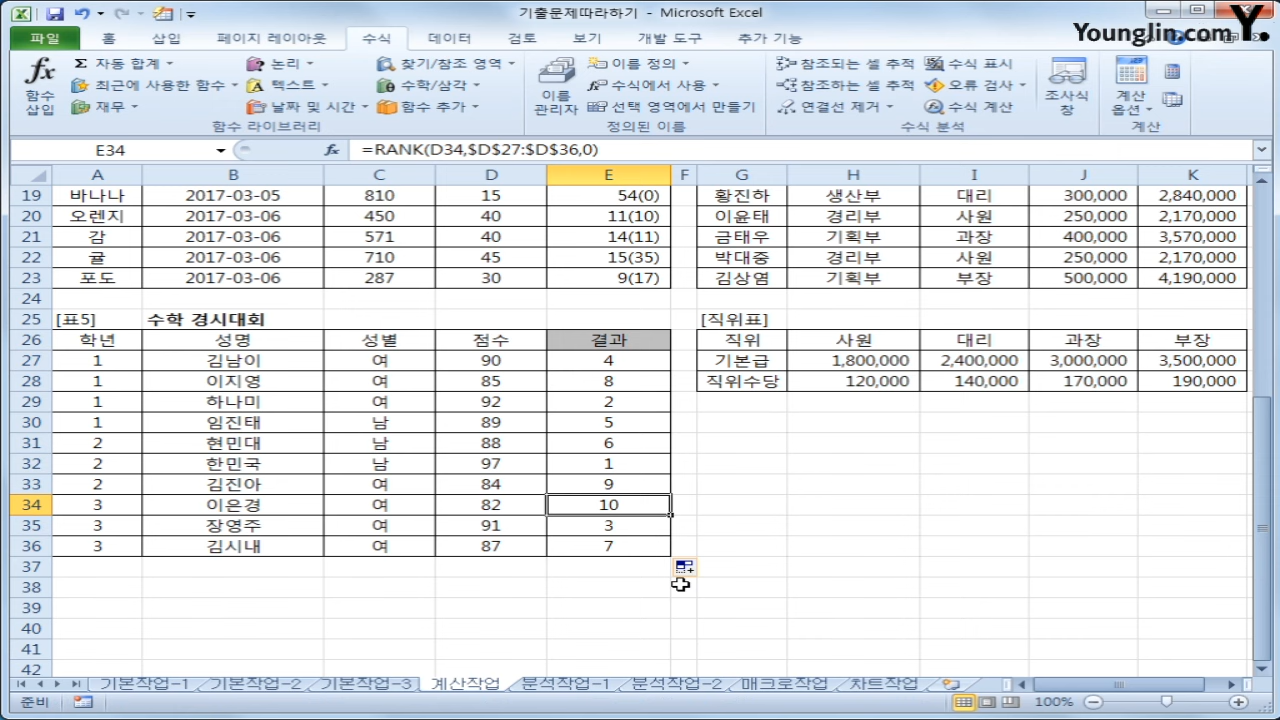 기출문제따라하기 - Microsoft Excel
Younglin.com Y.
파일 홈 삽입 페이지 레이아웃 수식 데이터 검토 보기 개발 도구 추가 기능
fx 함수 삽입
Σ 자동 합계 논리 찾기/참조 영역
최근에 사용한 함수 텍스트 수학/삼각
재무 날짜 및 시간 함수 추가
함수 라이브러리
이름 관리자
이름 정의
수식에서 사용
선택 영역에서 만들기
정의된 이름
참조되는 셀 추적 수식 표시
참조하는 셀 추적 오류 검사
연결선 제거 수식 계산
수식 분석
조사식 창
계산 옵션
계산
E34 fx =RANK(D34,$D$27:$D$36,0)
A B C D E F G H I J K
19 바나나 2017-03-05 810 15 54(0) 황진하 생산부 대리 300,000 2,840,000
20 오렌지 2017-03-06 450 40 11(10) 이윤태 경리부 사원 250,000 2,170,000
21 감 2017-03-06 571 40 14(11) 금태우 기획부 과장 400,000 3,570,000
22 귤 2017-03-06 710 45 15(35) 박대중 경리부 사원 250,000 2,170,000
23 포도 2017-03-06 287 30 9(17) 김상염 기획부 부장 500,000 4,190,000
24
25 [표5] 수학 경시대회 [직위표]
26 학년 성명 성별 점수 결과 직위 사원 대리 과장 부장
27 1 김남이 여 90 4 기본급 1,800,000 2,400,000 3,000,000 3,500,000
28 1 이지영 여 85 8 직위수당 120,000 140,000 170,000 190,000
29 1 하나미 여 92 2
30 1 임진태 남 89 5
31 2 현민대 남 88 6
32 2 한민국 남 97 1
33 2 김진아 여 84 9
34 3 이은경 여 82 10
35 3 장영주 여 91 3
36 3 김시내 여 87 7
37
38
39
40
41
42
기본작업-1 기본작업-2 기본작업-3 계산작업 분석작업-1 분석작업-2 매크로작업 차트작업
준비 100%